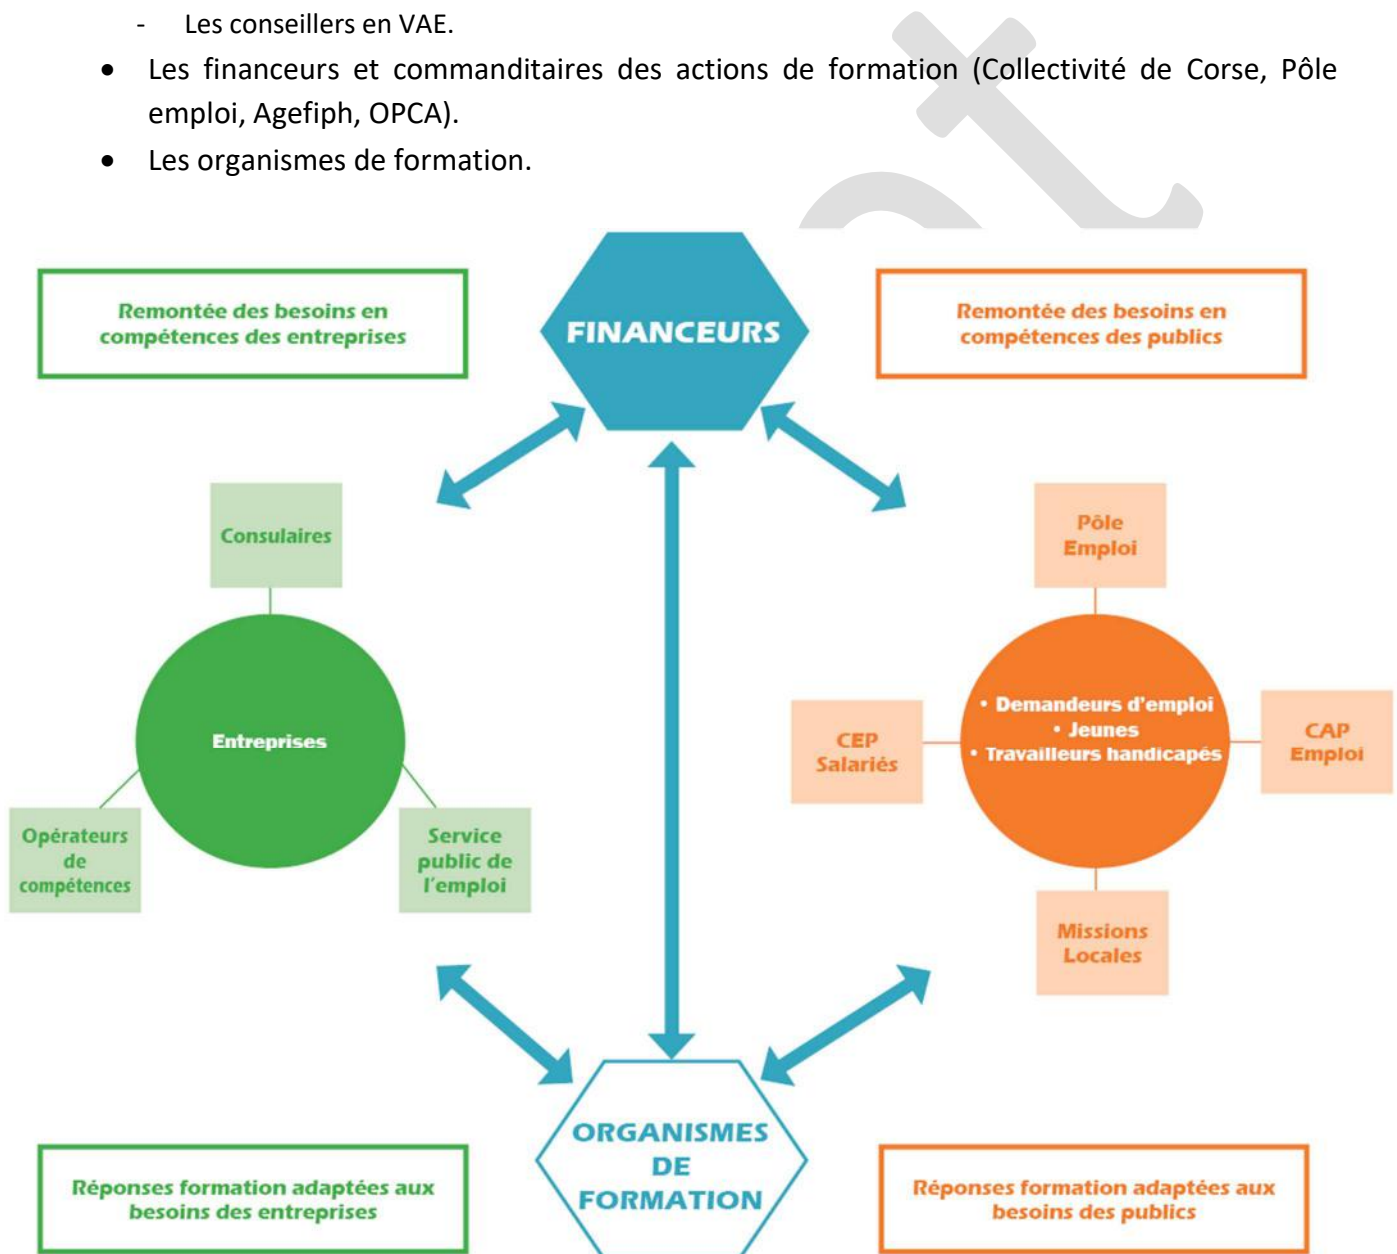 - Les conseillers en VAE.
• Les financeurs et commanditaires des actions de formation (Collectivité de Corse, Pôle
emploi, Agefiph, OPCA).
• Les organismes de formation.
Remontée des besoins en
compétences des entreprises
FINANCEURS
Remontée des besoins en
compétences des publics
Consulaires
Entreprises
Opérateurs
de
compétences
Service
public de
l'emploi
Pôle
Emploi
CEP
Salariés
• Demandeurs d'emploi
• Jeunes
• Travailleurs handicapés
CAP
Emploi
Missions
Locales
ORGANISMES
DE
FORMATION
Réponses formation adaptées aux
besoins des entreprises
Réponses formation adaptées aux
besoins des publics